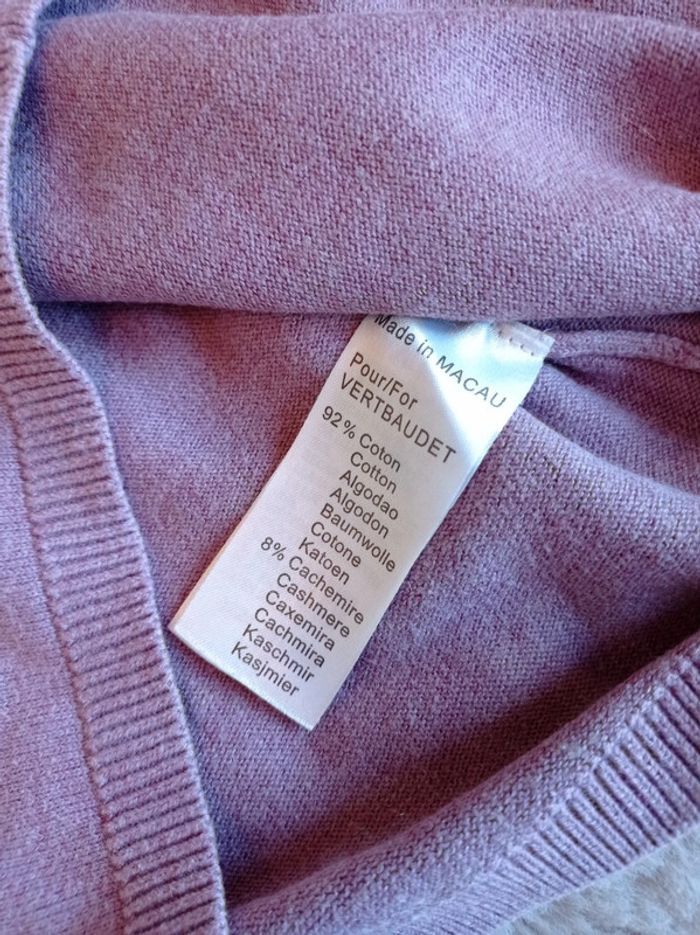 Made in MACAU
Pour/For
VERTBAUDET
92% Coton
Cotton
Algodao
Algodon
Baumwolle
Cotone
Katoen
8% Cachemire
Cashmere
Caxemira
Cachmira
Kaschmir
Kasjmier